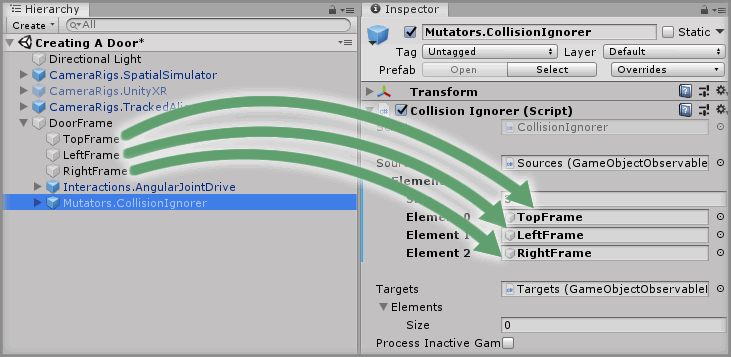 Hierarchy
Create
All
Creating A Door*
Directional Light
CameraRigs.SpatialSimulator
CameraRigs.UnityXR
CameraRigs.TrackedAli
DoorFrame
TopFrame
LeftFrame
RightFrame
Interactions.AngularJointDrive
Mutators.CollisionIgnorer
Inspector
Mutators.CollisionIgnorer
Static
Tag Untagged Layer Default
Prefab Open Select Overrides
Transform
Collision Ignorer (Script)
CollisionIgnorer
Sources (GameObjectObservable
Element 0 TopFrame
Element 1 LeftFrame
Element 2 RightFrame
Targets Targets (GameObjectObservable
Elements
Size 0
Process Inactive Gam